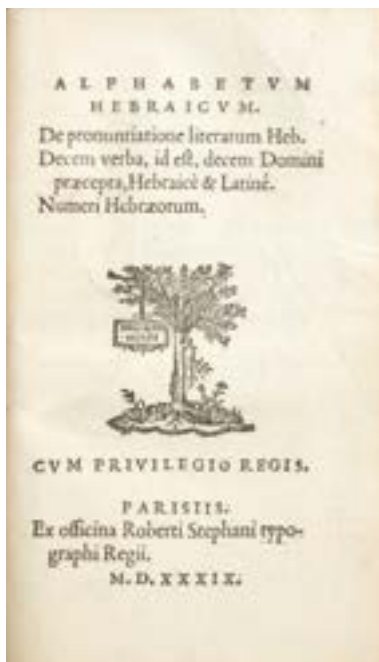 ALPHABETVM
HEBRAICVM.
De pronuntiatione literarum Heb.
Decem verba, id est, decem Domini
præcepta, Hebraicè & Latinè.
Numeri Hebræorum.
CVM PRIVILEGIO REGIS.
PARISIIS.
Ex officina Roberti Stephani typo-
graphi Regii.
M.D.XXXIX.